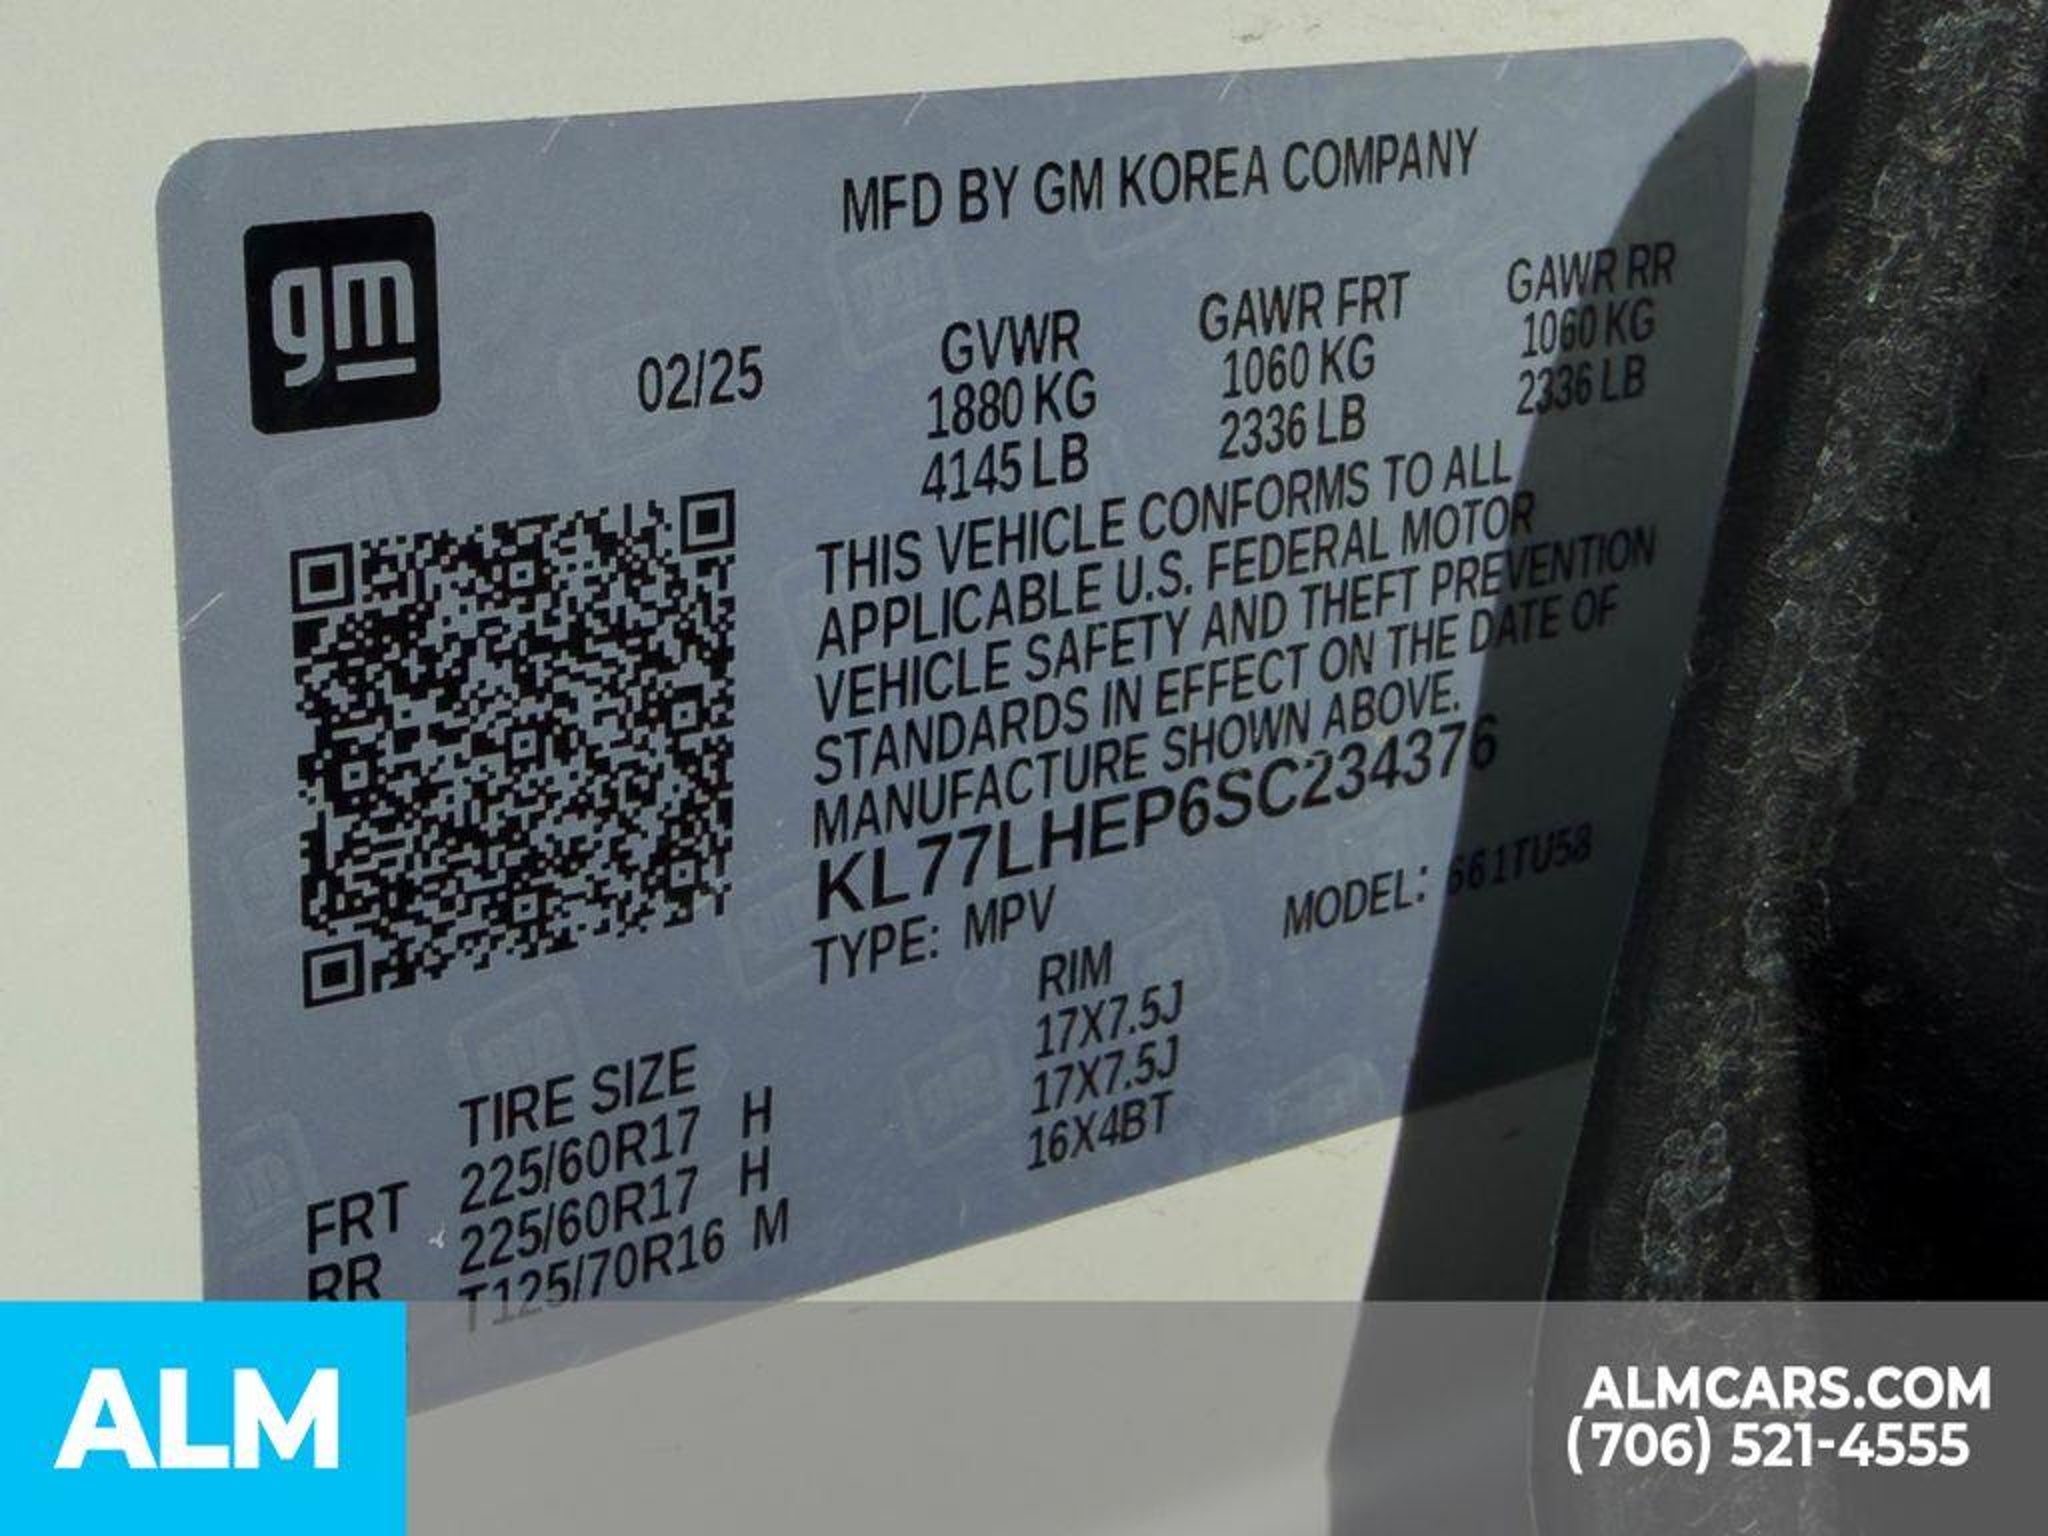 MFD BY GM KOREA COMPANY
gm
02/25
GVWR GAWR FRT GAWR RR
1880 KG 1060 KG 1060 KG
4145 LB 2336 LB 2336 LB
THIS VEHICLE CONFORMS TO ALL
APPLICABLE U.S. FEDERAL MOTOR
VEHICLE SAFETY AND THEFT PREVENTION
STANDARDS IN EFFECT ON THE DATE OF
MANUFACTURE SHOWN ABOVE.
KL77LHEP6SC234376
TYPE: MPV MODEL: 661TU58
TIRE SIZE RIM
FRT 225/60R17 H 17X7.5J
RR 225/60R17 H 17X7.5J
T125/70R16 M 16X4BT
ALM
ALMCARS.COM
(706) 521-4555